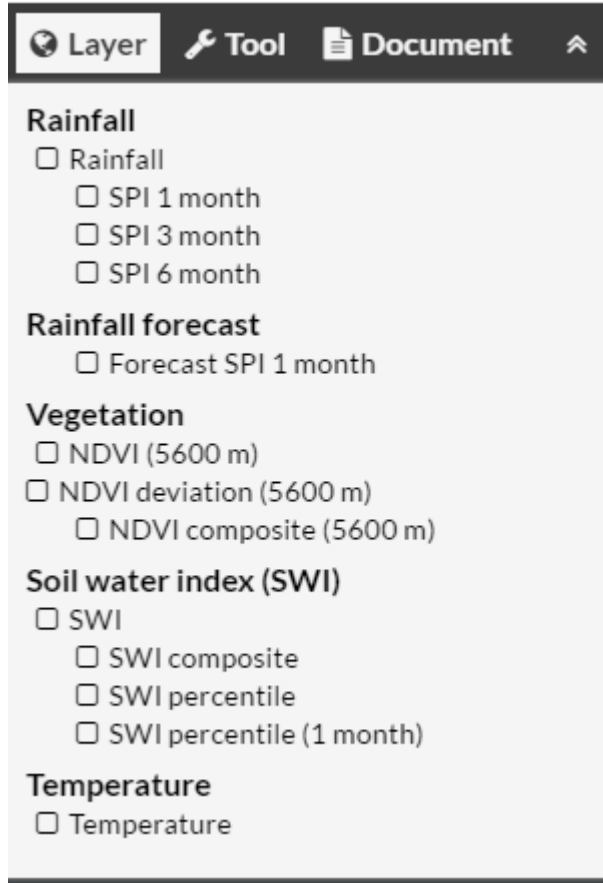 Layer Tool Document
Rainfall
Rainfall
SPI 1 month
SPI 3 month
SPI 6 month
Rainfall forecast
Forecast SPI 1 month
Vegetation
NDVI (5600 m)
NDVI deviation (5600 m)
NDVI composite (5600 m)
Soil water index (SWI)
SWI
SWI composite
SWI percentile
SWI percentile (1 month)
Temperature
Temperature